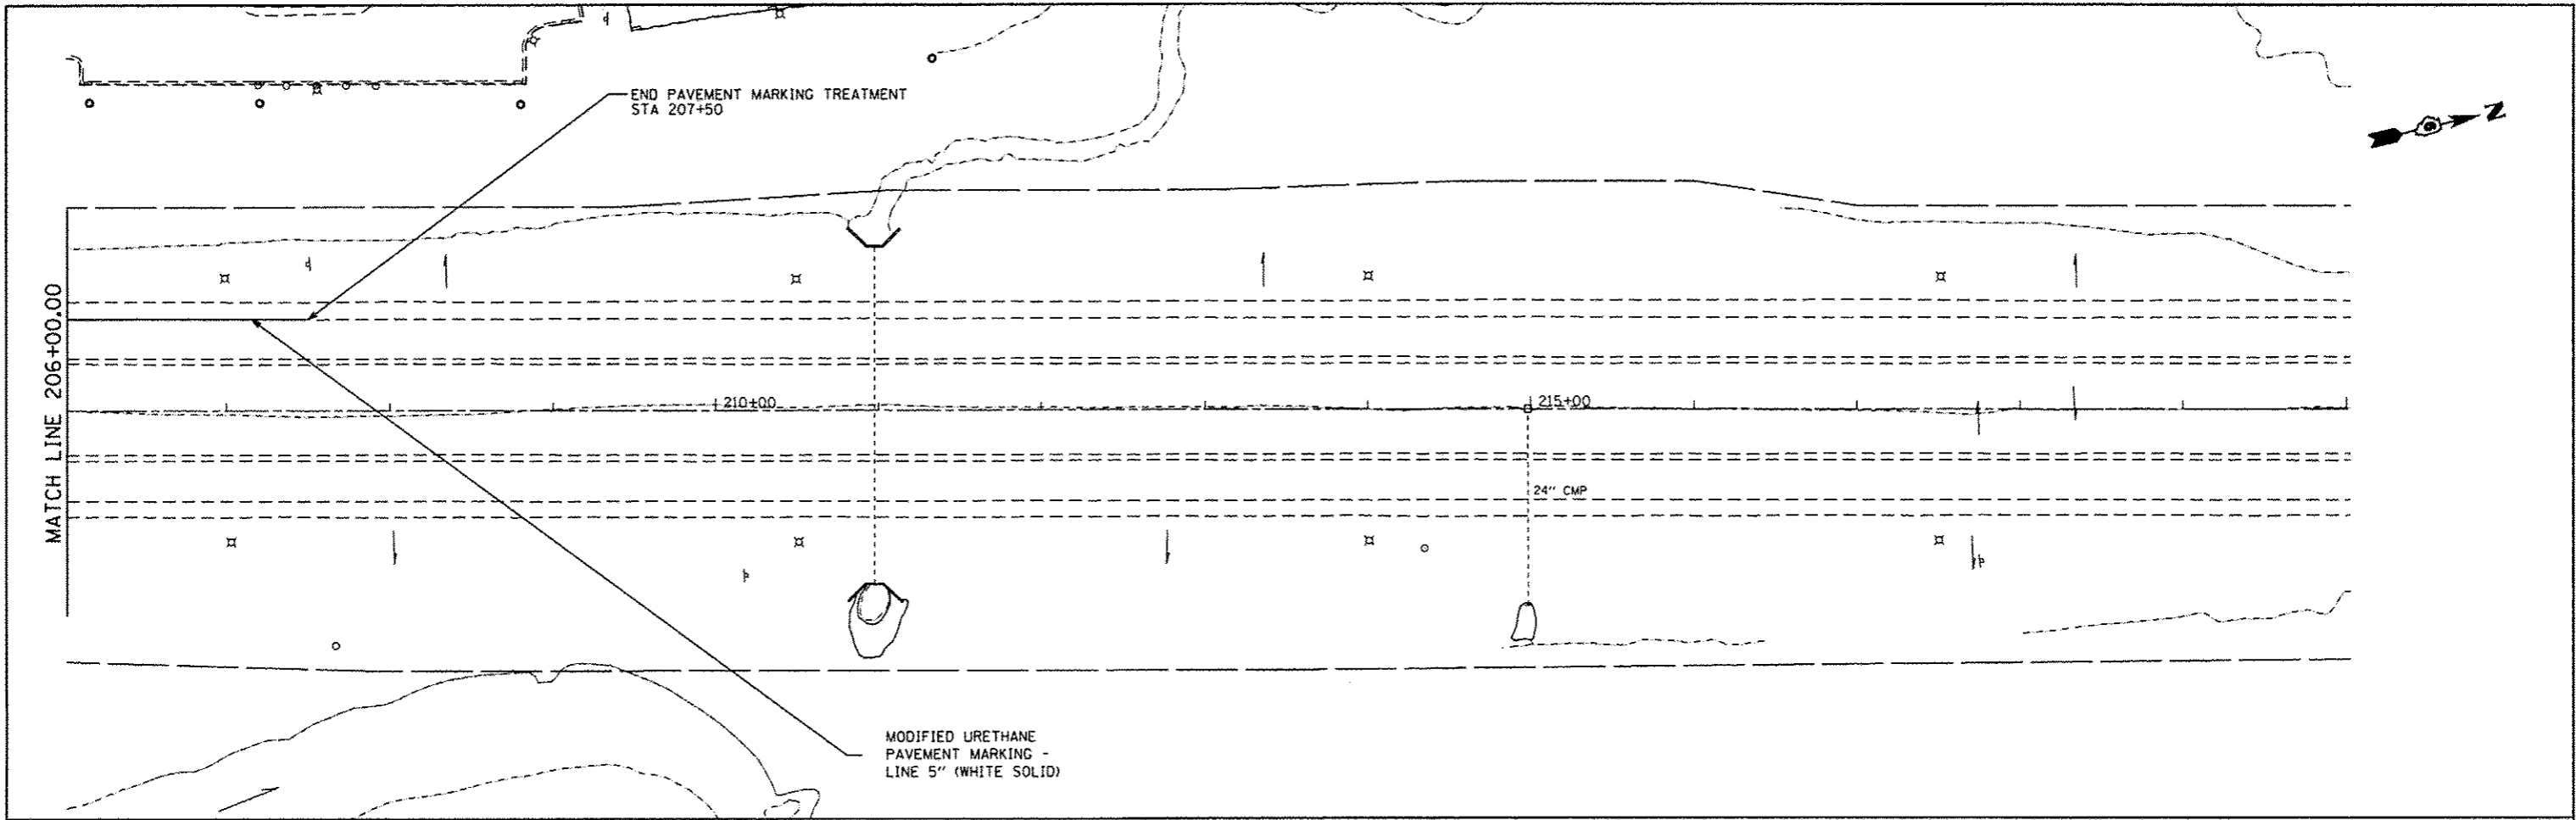 END PAVEMENT MARKING TREATMENT
STA 207+50
N
MATCH LINE 206+00.00
210+00
215+00
24" CMP
MODIFIED URETHANE
PAVEMENT MARKING -
LINE 5" (WHITE SOLID)